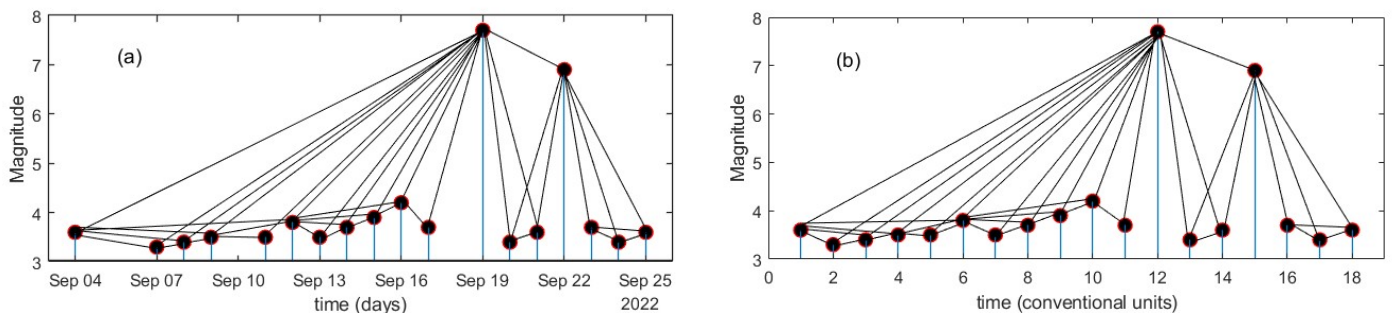 (a)
Magnitude
8
7
6
5
4
3
Sep 04 Sep 07 Sep 10 Sep 13 Sep 16 Sep 19 Sep 22 Sep 25
time (days) 2022
(b)
Magnitude
8
7
6
5
4
3
0 2 4 6 8 10 12 14 16 18
time (conventional units)